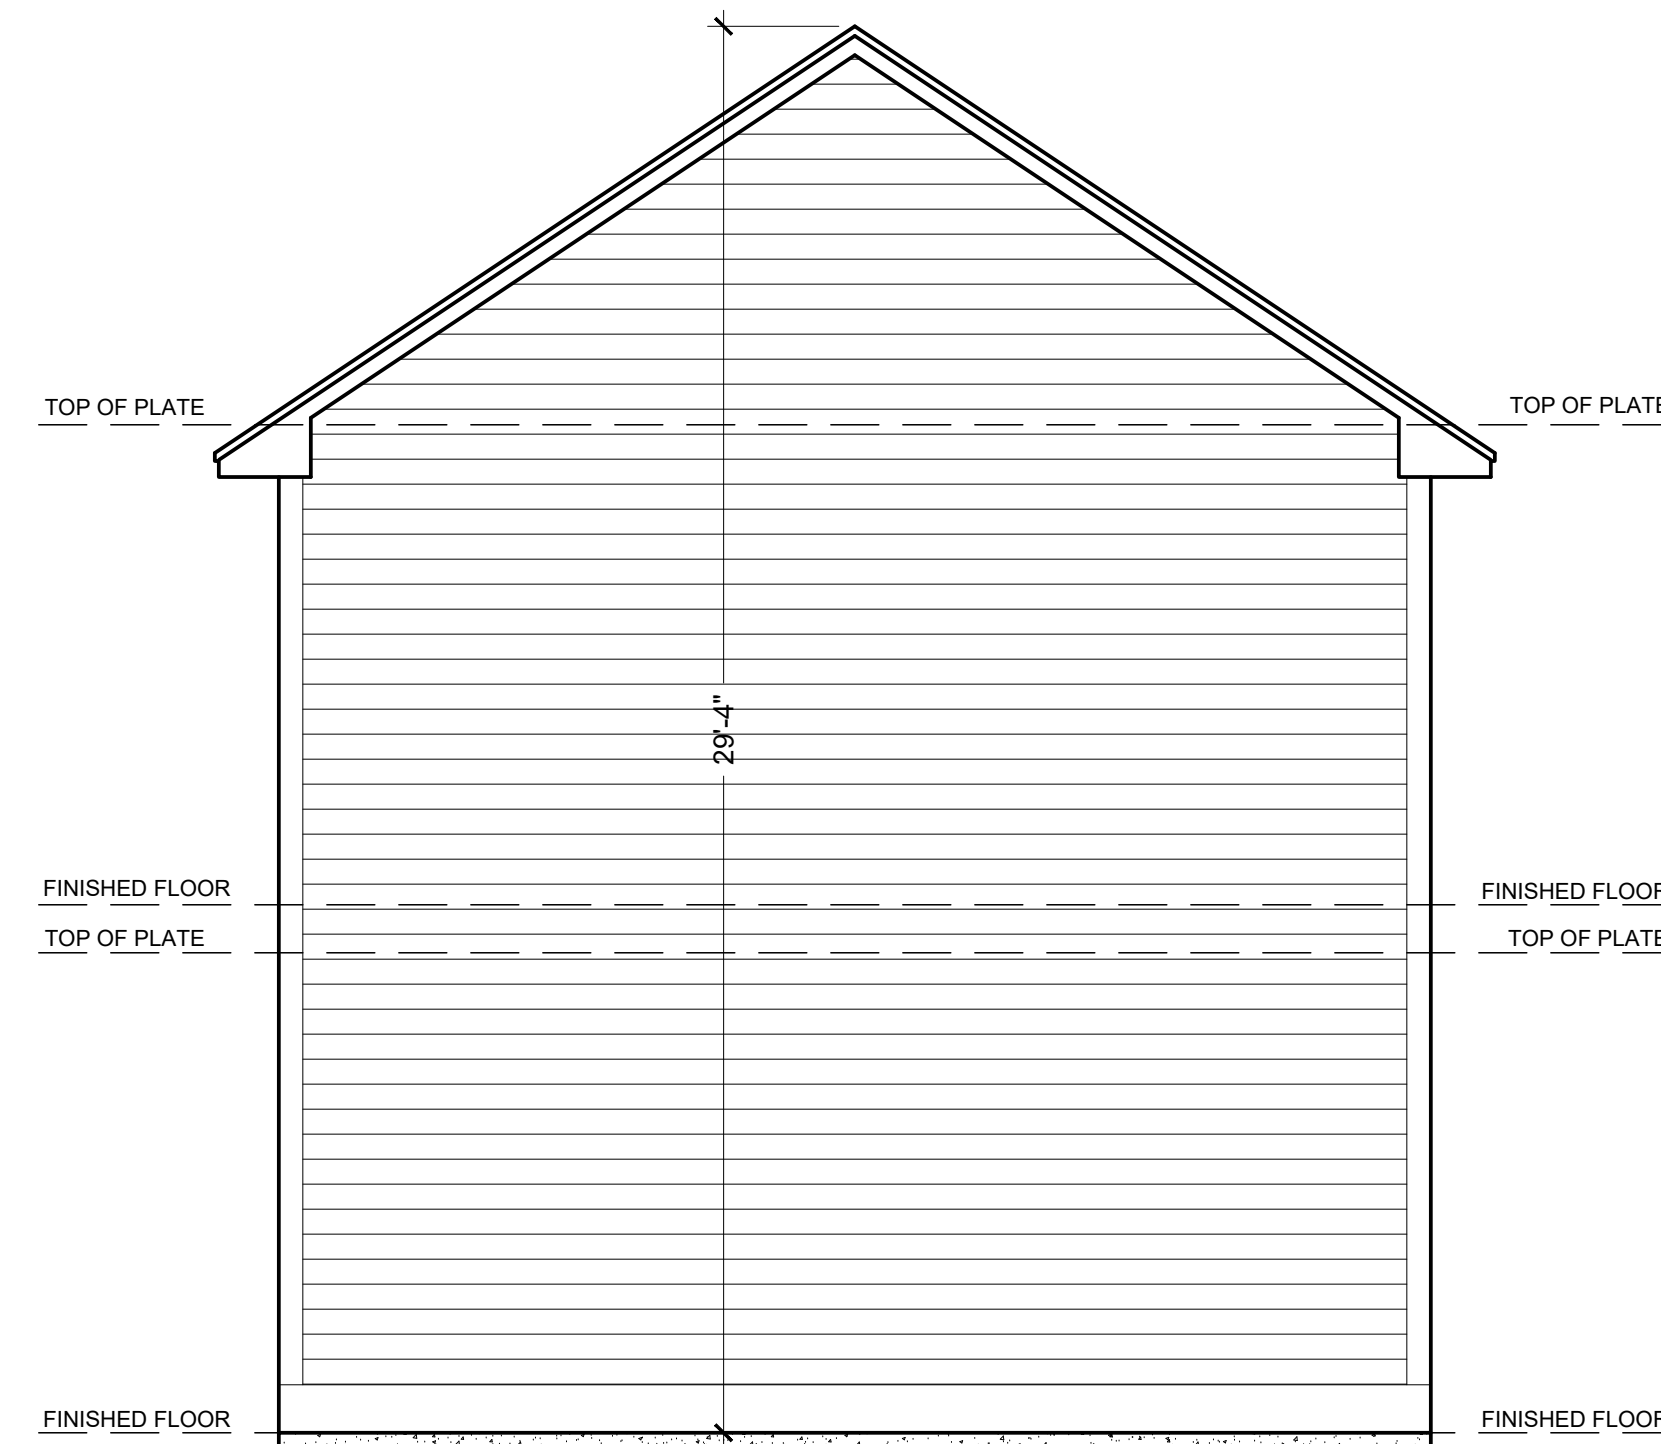 TOP OF PLATE TOP OF PLATE
29'-4"
FINISHED FLOOR FINISHED FLOOR
TOP OF PLATE TOP OF PLATE
FINISHED FLOOR FINISHED FLOOR